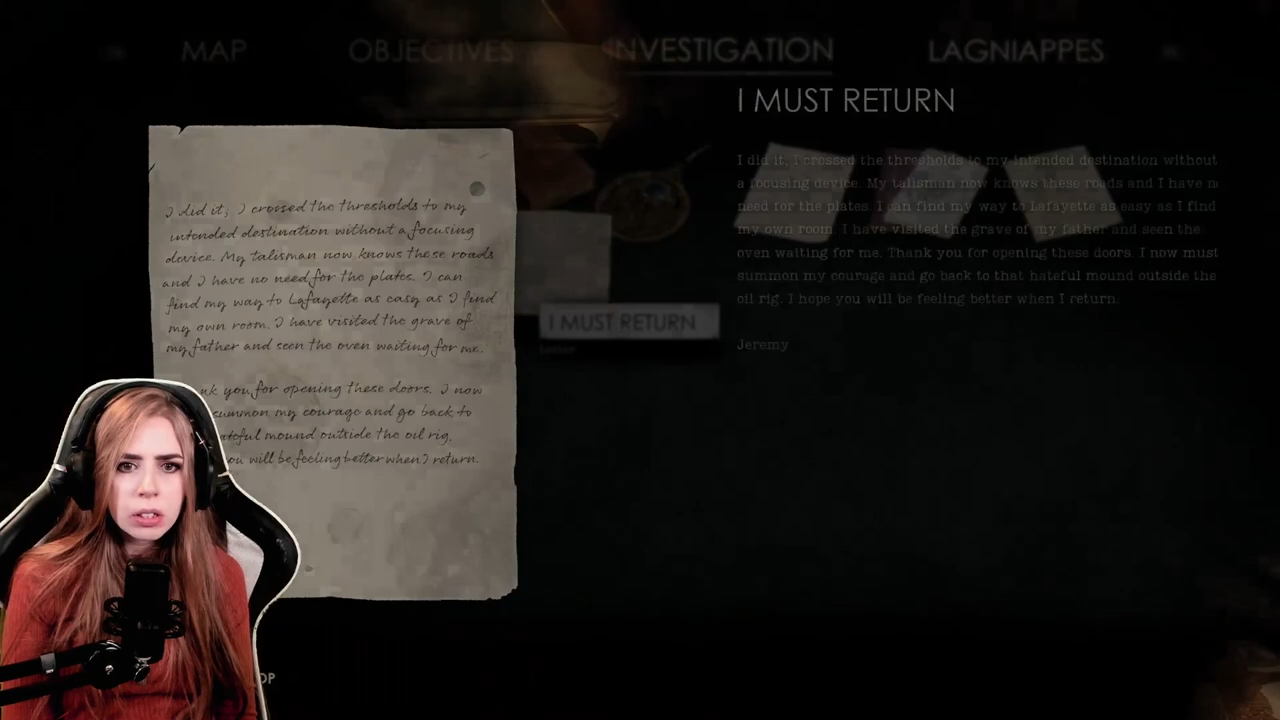 MAP
OBJECTIVES
INVESTIGATION
LAGNIAPPES
I MUST RETURN
I did it, I crossed the thresholds to my
intended destination without a focusing
device. My talisman now knows these roads
and I have no need for the plates. I can
find my way to Lafayette as easy as I find
my own room. I have visited the grave of
my father and seen the oven waiting for me.
you for opening these doors. I now
summon my courage and go back to
mound outside the oil rig.
you will be feeling better when I return.
I MUST RETURN
I did it, I crossed the thresholds to my intended destination without
a focusing device. My talisman now knows these roads and I have
need for the plates. I can find my way to Lafayette as easy as I find
my own room. I have visited the grave of my father and seen the
oven waiting for me. Thank you for opening these doors. I now must
summon my courage and go back to that hateful mound outside the
oil rig. I hope you will be feeling better when I return.
Jeremy